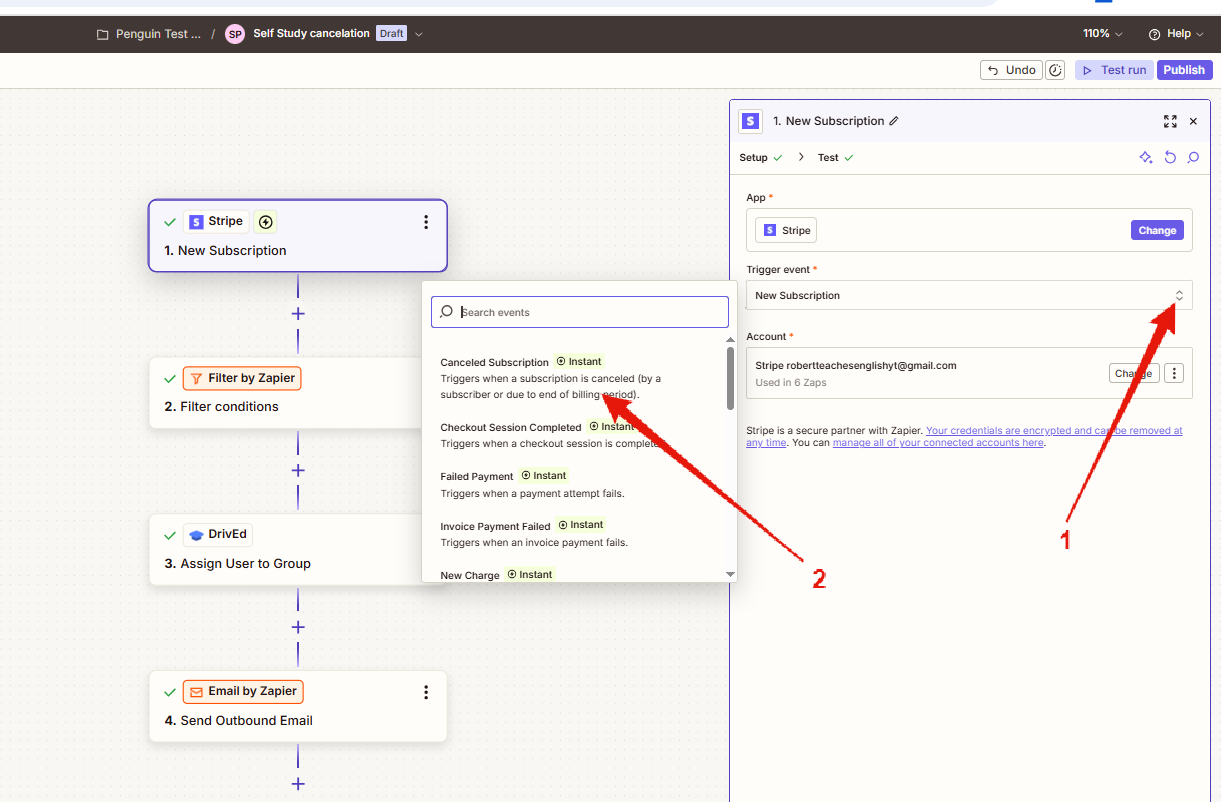 Penguin Test ... / SP Self Study cancelation Draft
110% Help
Undo Test run Publish
1. New Subscription
Setup Test
App *
Stripe Change
Trigger event *
New Subscription
Account *
Stripe robertteachesenglishyt@gmail.com
Used in 6 Zaps
Change
Stripe is a secure partner with Zapier. Your credentials are encrypted and can be removed at
any time. You can manage all of your connected accounts here.
1
Stripe
1. New Subscription
Filter by Zapier
2. Filter conditions
DrivEd
3. Assign User to Group
Email by Zapier
4. Send Outbound Email
Search events
Canceled Subscription Instant
Triggers when a subscription is canceled (by a
subscriber or due to end of billing period).
Checkout Session Completed Instant
Triggers when a checkout session is completed.
Failed Payment Instant
Triggers when a payment attempt fails.
Invoice Payment Failed Instant
Triggers when an invoice payment fails.
New Charge Instant
2